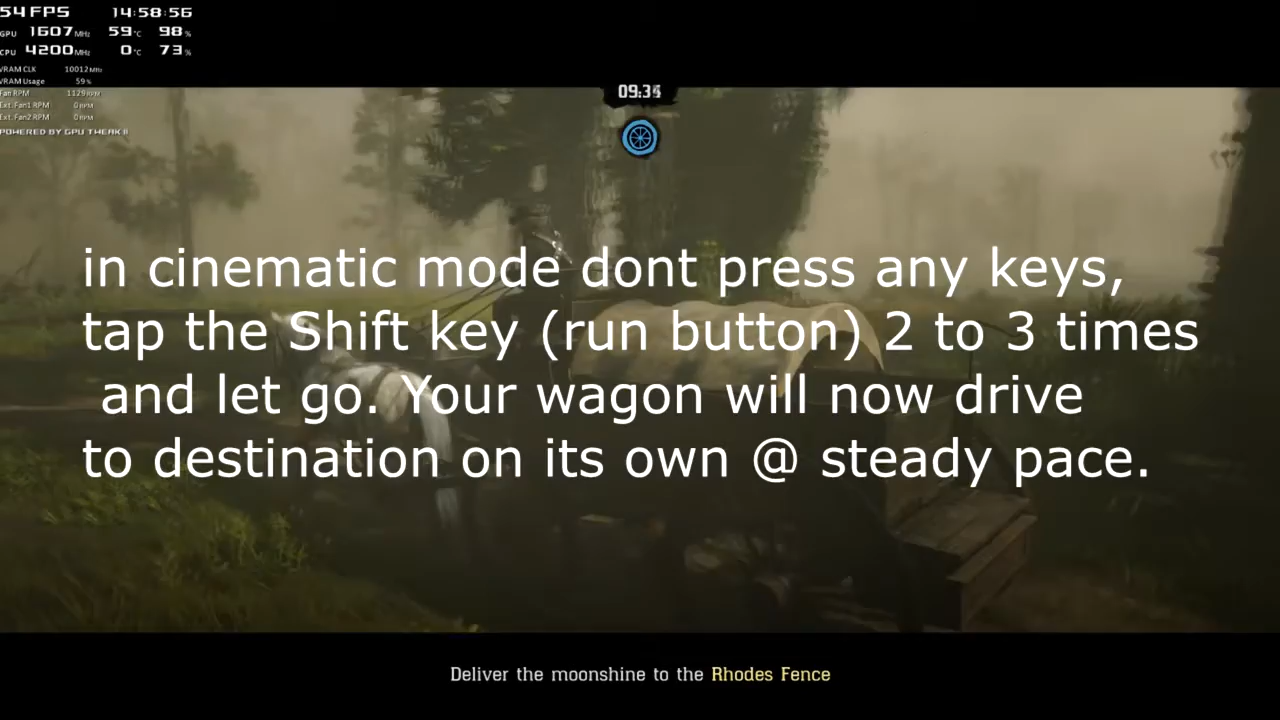 54 FPS 14:58:56
GPU 1607 MHz 59 °C 98 %
CPU 4200 MHz 0 °C 73 %
VRAM CLK 10012 MHz
VRAM Usage 59 %
Fan RPM 1129 RPM
Ext. Fan1 RPM 0 RPM
Ext. Fan2 RPM 0 RPM
POWERED BY GPU TWEAK II
09:34
in cinematic mode dont press any keys,
tap the Shift key (run button) 2 to 3 times
and let go. Your wagon will now drive
to destination on its own @ steady pace.
Deliver the moonshine to the Rhodes Fence